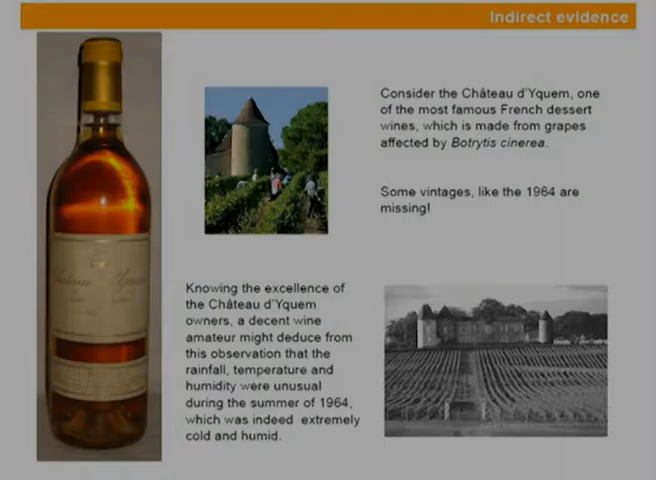 Indirect evidence
Consider the Château d'Yquem, one
of the most famous French dessert
wines, which is made from grapes
affected by Botrytis cinerea.
Some vintages, like the 1964 are
missing!
Knowing the excellence of
the Château d'Yquem
owners, a decent wine
amateur might deduce from
this observation that the
rainfall, temperature and
humidity were unusual
during the summer of 1964,
which was indeed extremely
cold and humid.